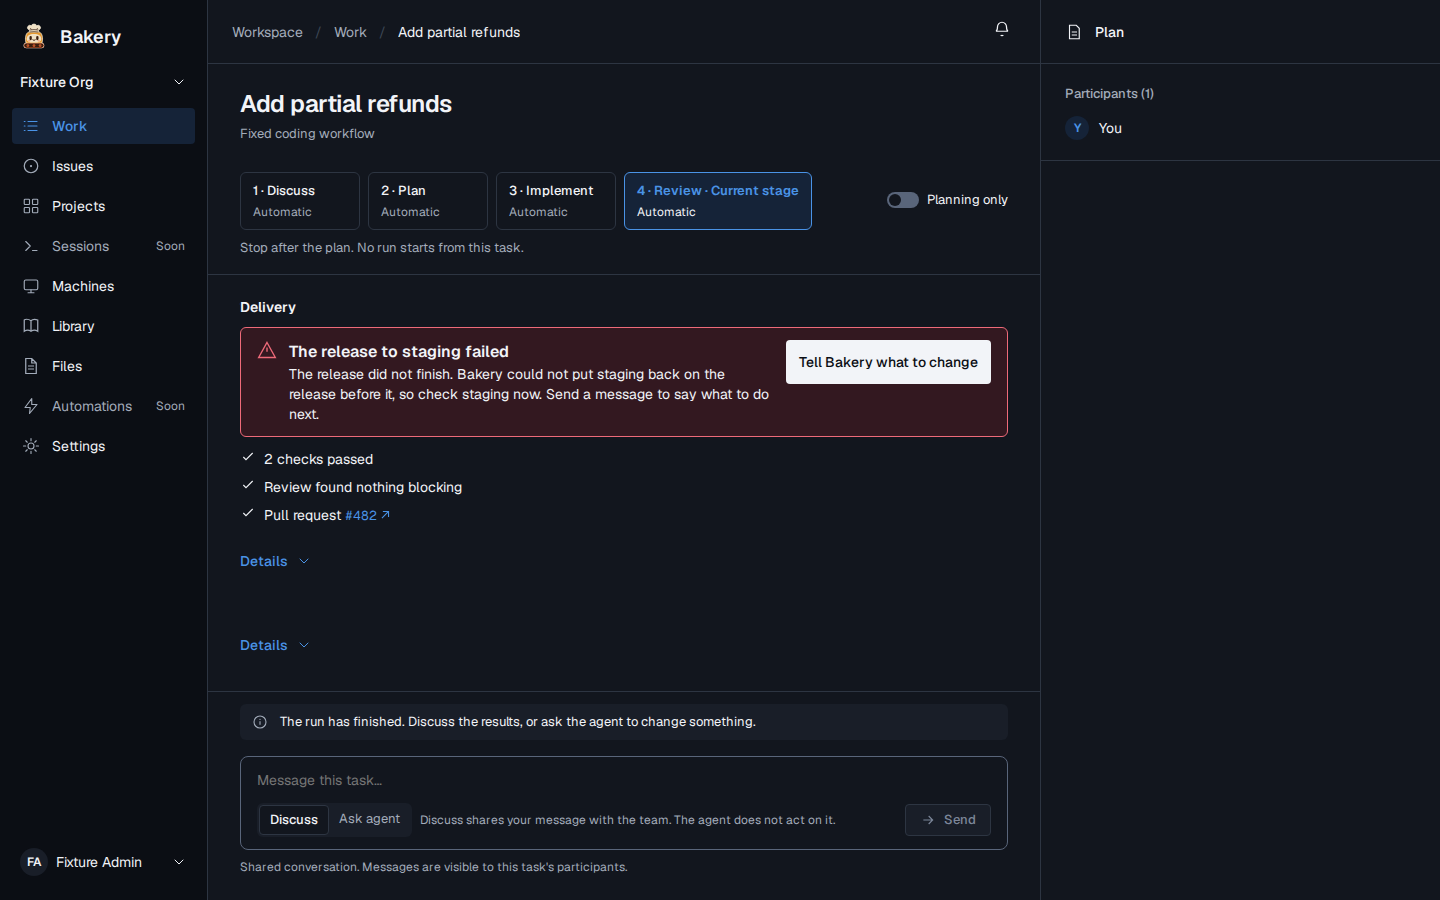 Bakery
Fixture Org
Work
Issues
Projects
Sessions Soon
Machines
Library
Files
Automations Soon
Settings
FA Fixture Admin
Workspace / Work / Add partial refunds
Add partial refunds
Fixed coding workflow
1 · Discuss
Automatic
2 · Plan
Automatic
3 · Implement
Automatic
4 · Review · Current stage
Automatic
Planning only
Stop after the plan. No run starts from this task.
Delivery
The release to staging failed
The release did not finish. Bakery could not put staging back on the
release before it, so check staging now. Send a message to say what to do
next.
Tell Bakery what to change
2 checks passed
Review found nothing blocking
Pull request #482
Details
Details
The run has finished. Discuss the results, or ask the agent to change something.
Message this task…
Discuss Ask agent Discuss shares your message with the team. The agent does not act on it. Send
Shared conversation. Messages are visible to this task's participants.
Plan
Participants (1)
Y You